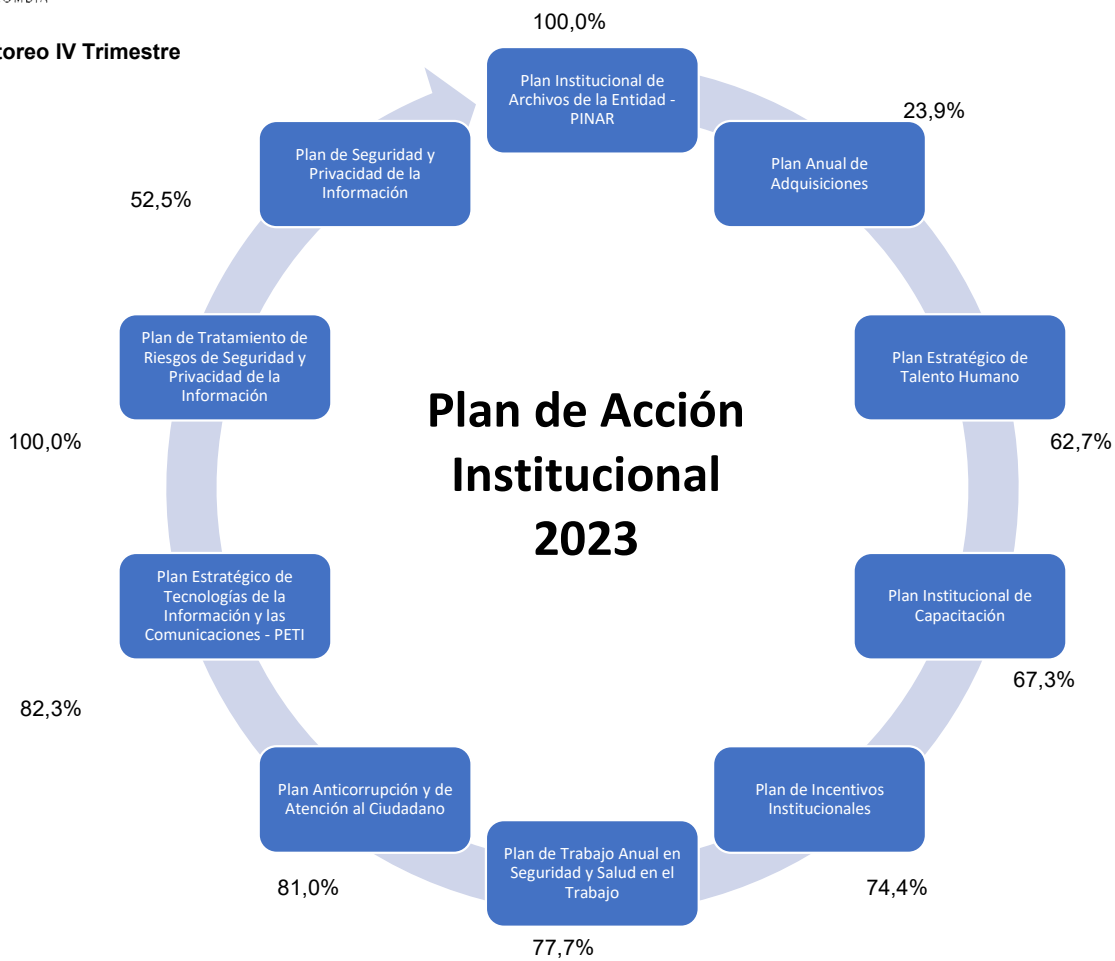 100,0%
toreo IV Trimestre
Plan Institucional de
Archivos de la Entidad -
PINAR
23,9%
Plan Anual de
Adquisiciones
Plan Estratégico de
Talento Humano
62,7%
Plan Institucional de
Capacitación
67,3%
Plan de Incentivos
Institucionales
74,4%
Plan de Trabajo Anual en
Seguridad y Salud en el
Trabajo
77,7%
Plan Anticorrupción y de
Atención al Ciudadano
81,0%
Plan Estratégico de
Tecnologías de la
Información y las
Comunicaciones - PETI
82,3%
Plan de Tratamiento de
Riesgos de Seguridad y
Privacidad de la
Información
100,0%
Plan de Seguridad y
Privacidad de la
Información
52,5%
Plan de Acción
Institucional
2023